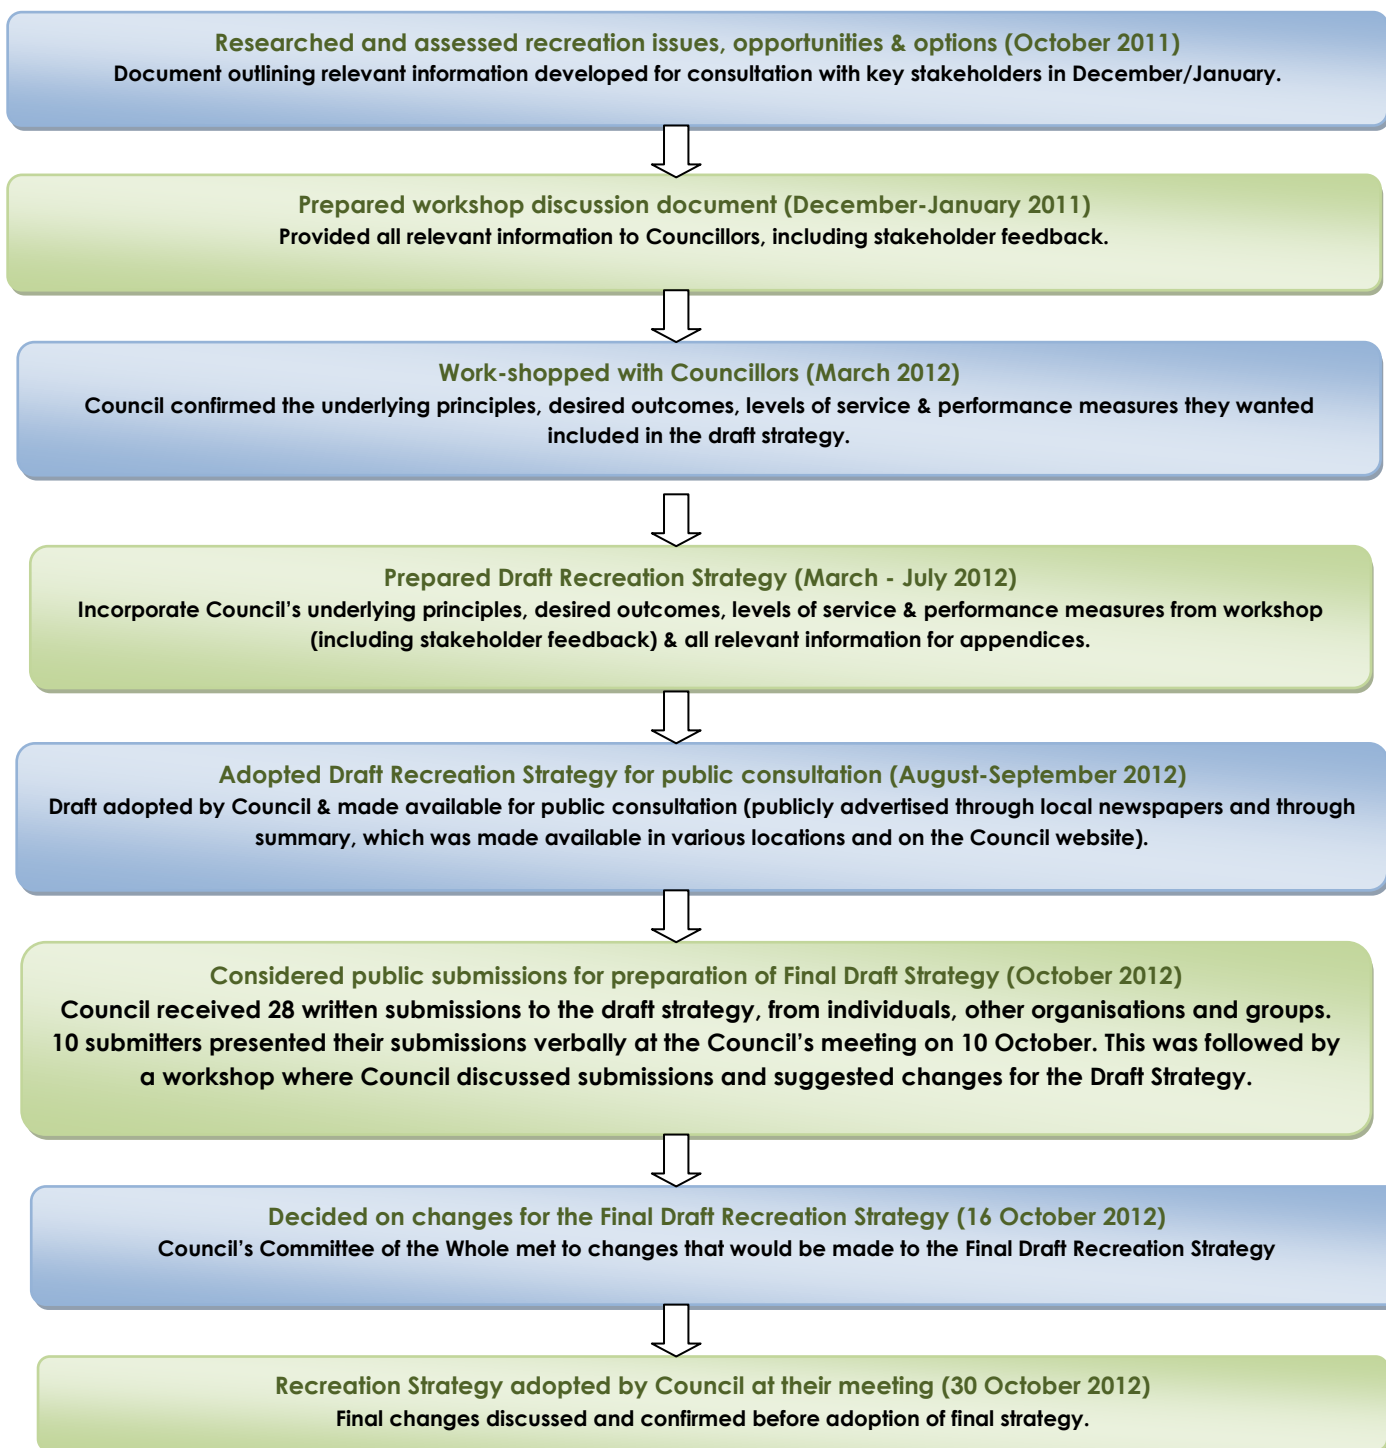 Researched and assessed recreation issues, opportunities & options (October 2011)
Document outlining relevant information developed for consultation with key stakeholders in December/January.
Prepared workshop discussion document (December-January 2011)
Provided all relevant information to Councillors, including stakeholder feedback.
Work-shopped with Councillors (March 2012)
Council confirmed the underlying principles, desired outcomes, levels of service & performance measures they wanted
included in the draft strategy.
Prepared Draft Recreation Strategy (March - July 2012)
Incorporate Council's underlying principles, desired outcomes, levels of service & performance measures from workshop
(including stakeholder feedback) & all relevant information for appendices.
Adopted Draft Recreation Strategy for public consultation (August-September 2012)
Draft adopted by Council & made available for public consultation (publicly advertised through local newspapers and through
summary, which was made available in various locations and on the Council website).
Considered public submissions for preparation of Final Draft Strategy (October 2012)
Council received 28 written submissions to the draft strategy, from individuals, other organisations and groups.
10 submitters presented their submissions verbally at the Council's meeting on 10 October. This was followed by
a workshop where Council discussed submissions and suggested changes for the Draft Strategy.
Decided on changes for the Final Draft Recreation Strategy (16 October 2012)
Council's Committee of the Whole met to changes that would be made to the Final Draft Recreation Strategy
Recreation Strategy adopted by Council at their meeting (30 October 2012)
Final changes discussed and confirmed before adoption of final strategy.